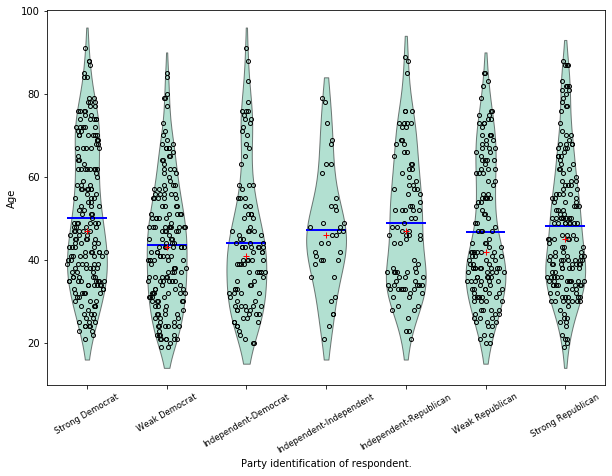 100
80
60
40
20
Age
Strong Democrat
Weak Democrat
Independent-Democrat
Independent-Independent
Independent-Republican
Weak Republican
Strong Republican
Party identification of respondent.